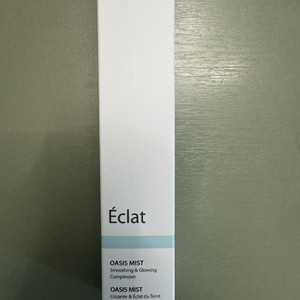 Éclat
OASIS MIST
Smoothing & Glowing
Complexion
OASIS MIST
Lissante & Éclat du Teint